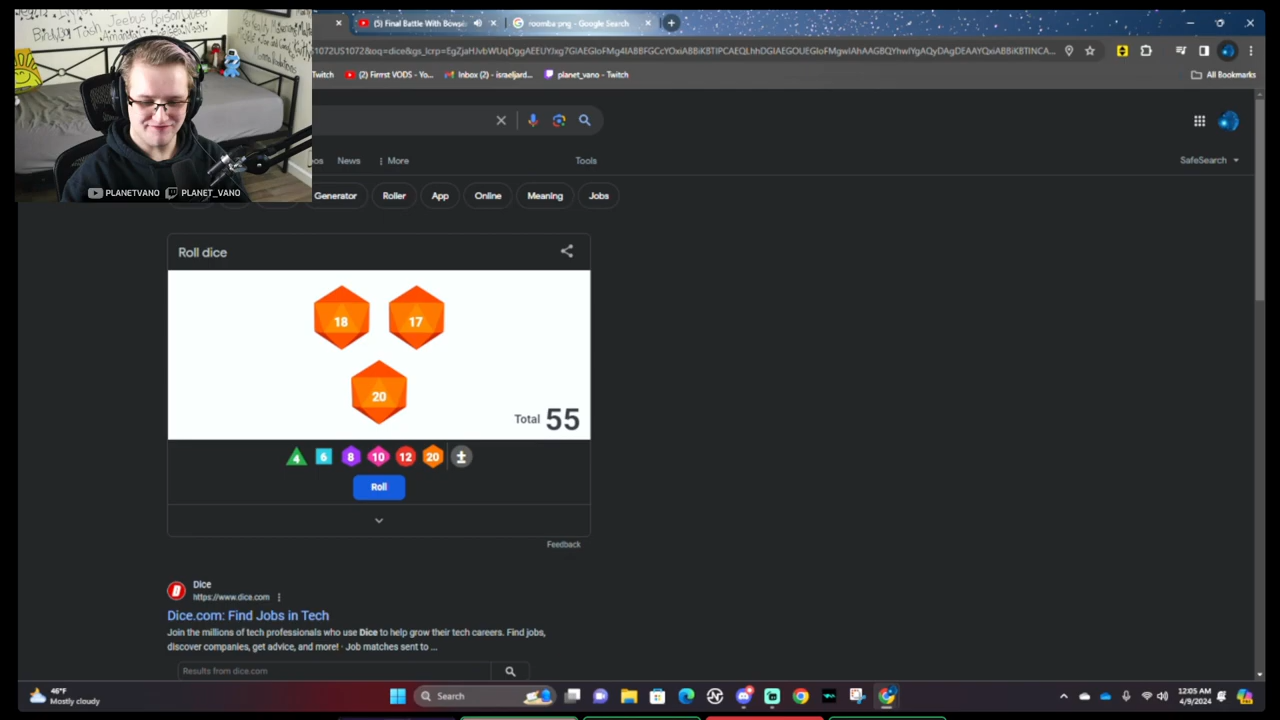 (5) Final Battle With Bowse
roomba png - Google Search
Twitch
(2) Firrrst VODS - Yo...
Inbox (2) - israeljard...
planet_vano - Twitch
All Bookmarks
PLANETVANO
PLANET_VANO
News
More
Tools
SafeSearch
Generator
Roller
App
Online
Meaning
Jobs
Roll dice
18
17
20
Total 55
4
6
8
10
12
20
±
Roll
Feedback
Dice
https://www.dice.com
Dice.com: Find Jobs in Tech
Join the millions of tech professionals who use Dice to help grow their tech careers. Find jobs,
discover companies, get advice, and more! · Job matches sent to ...
Results from dice.com
46°F
Mostly cloudy
Search
12:05 AM
4/9/2024